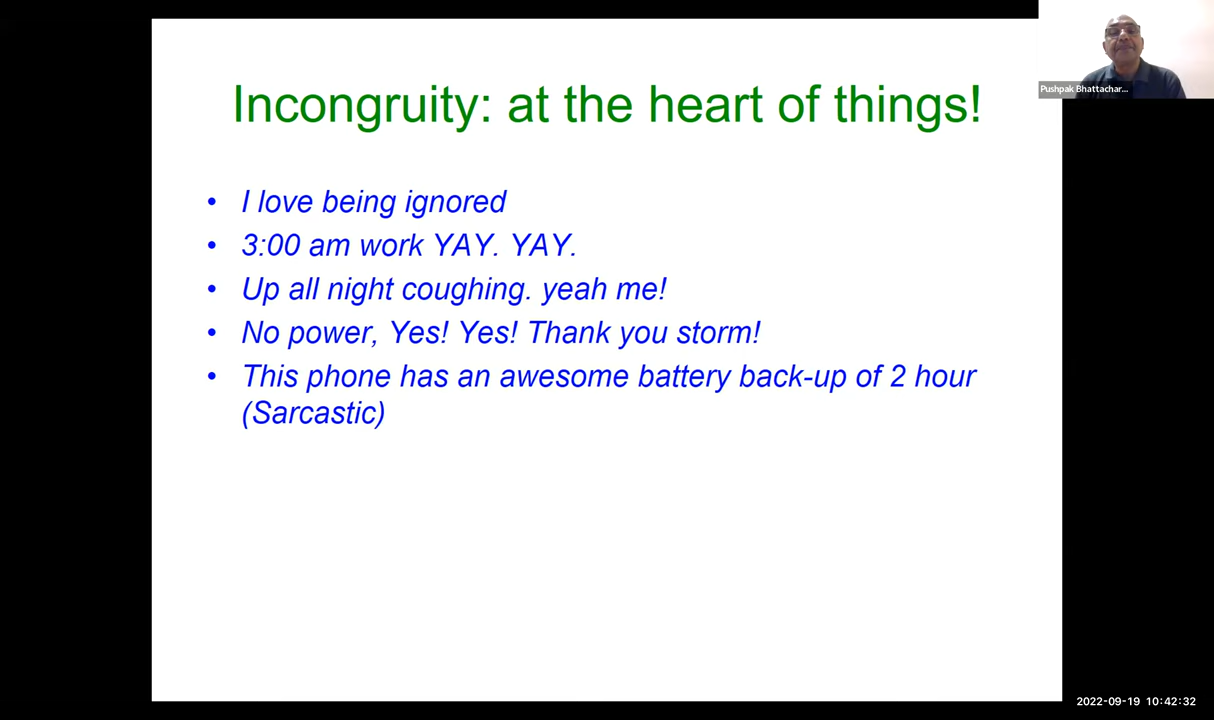 Incongruity: at the heart of things!
Pushpak Bhattachar...
• I love being ignored
• 3:00 am work YAY. YAY.
• Up all night coughing. yeah me!
• No power, Yes! Yes! Thank you storm!
• This phone has an awesome battery back-up of 2 hour
(Sarcastic)
2022-09-19 10:42:32